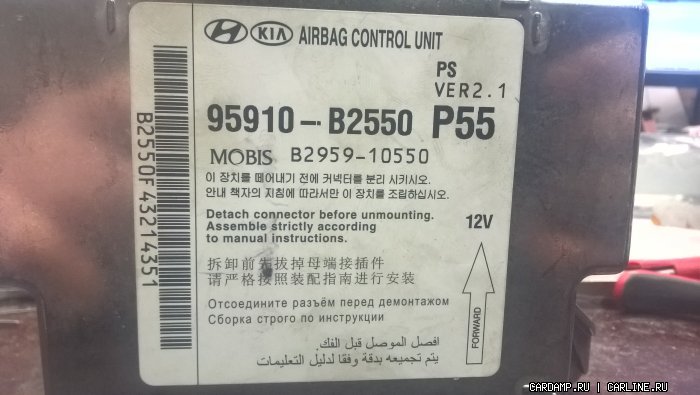 HYUNDAI KIA AIRBAG CONTROL UNIT
PS
VER2.1
95910-B2550 P55
MOBIS B2959-10550
이 장치를 떼어내기 전에 커넥터를 분리 시키시오.
안내 책자의 지침에 따라서만 이 장치를 조립하십시오.
Detach connector before unmounting.
Assemble strictly according
to manual instructions.
12V
拆卸前先拔掉母端接插件
请严格按照装配指南进行安装
Отсоедините разъём перед демонтажом
Сборка строго по инструкции
افصل الموصل قبل الفك.
يتم تجميعه بدقة وفقا لدليل التعليمات
FORWARD
B2550F43214351
CARDAMP.RU | CARLINE.RU